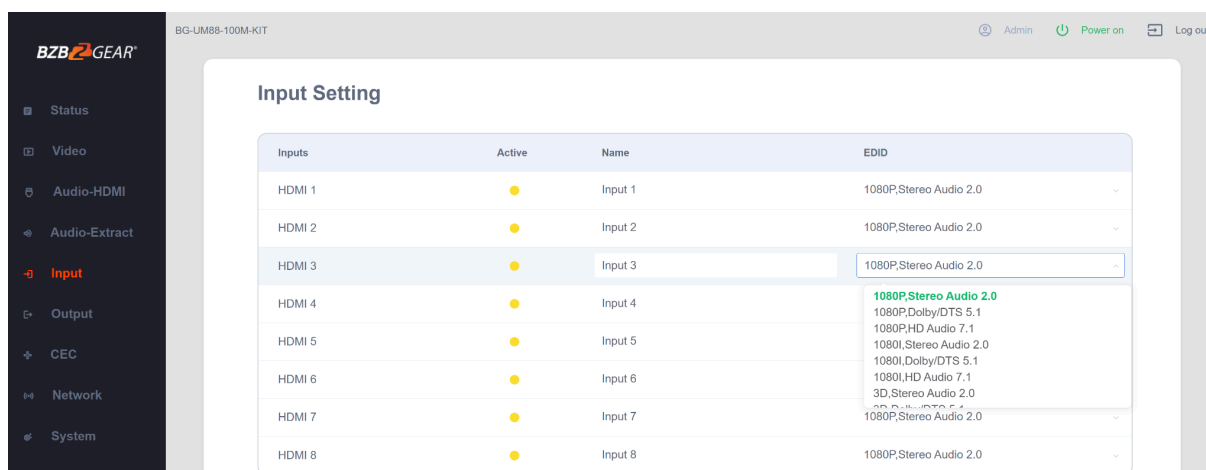 BG-UM88-100M-KIT
Admin
Power on
Log ou
BZBGEAR®
Status
Video
Audio-HDMI
Audio-Extract
Input
Output
CEC
Network
System
Input Setting
Inputs Active Name EDID
HDMI 1 Input 1 1080P,Stereo Audio 2.0
HDMI 2 Input 2 1080P,Stereo Audio 2.0
HDMI 3 Input 3 1080P,Stereo Audio 2.0
HDMI 4 Input 4
HDMI 5 Input 5
HDMI 6 Input 6
1080P,Stereo Audio 2.0
1080P,Dolby/DTS 5.1
1080P,HD Audio 7.1
1080I,Stereo Audio 2.0
1080I,Dolby/DTS 5.1
1080I,HD Audio 7.1
3D,Stereo Audio 2.0
3D,Dolby/DTS 5.1
HDMI 7 Input 7 1080P,Stereo Audio 2.0
HDMI 8 Input 8 1080P,Stereo Audio 2.0